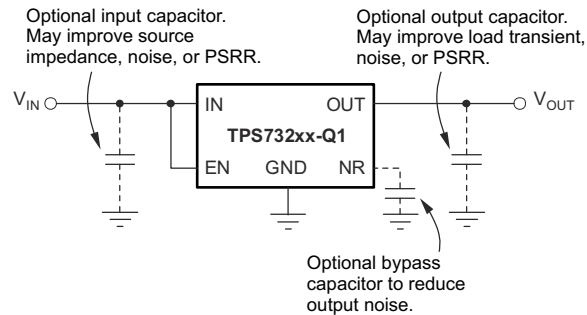 Optional input capacitor.
May improve source
impedance, noise, or PSRR.
Optional output capacitor.
May improve load transient,
noise, or PSRR.
VIN
IN
OUT
VOUT
TPS732xx-Q1
EN
GND
NR
Optional bypass
capacitor to reduce
output noise.